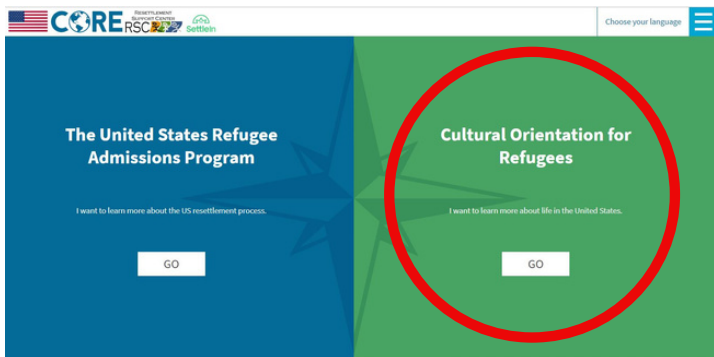 CORE
RESETTLEMENT
SUPPORT CENTER
RSC
Settlein
Choose your language
The United States Refugee
Admissions Program
I want to learn more about the US resettlement process.
GO
Cultural Orientation for
Refugees
I want to learn more about life in the United States.
GO